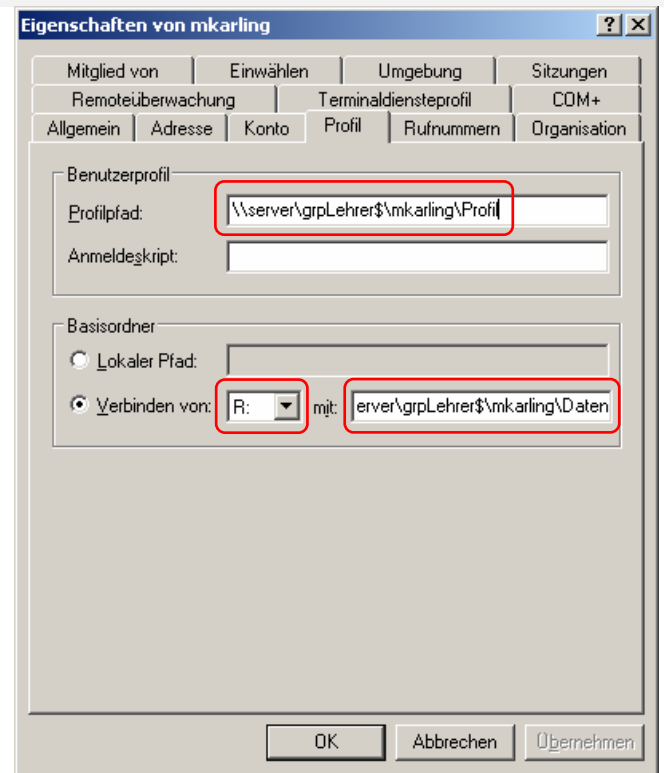 Eigenschaften von mkarling
Mitglied von Einwählen Umgebung Sitzungen
Remoteüberwachung Terminaldiensteprofil COM+
Allgemein Adresse Konto Profil Rufnummern Organisation
Benutzerprofil
Profilpfad: \\server\grpLehrer$\mkarling\Profil
Anmeldeskript:
Basisordner
Lokaler Pfad:
Verbinden von: R: mit: erver\grpLehrer$\mkarling\Daten
OK Abbrechen Übernehmen